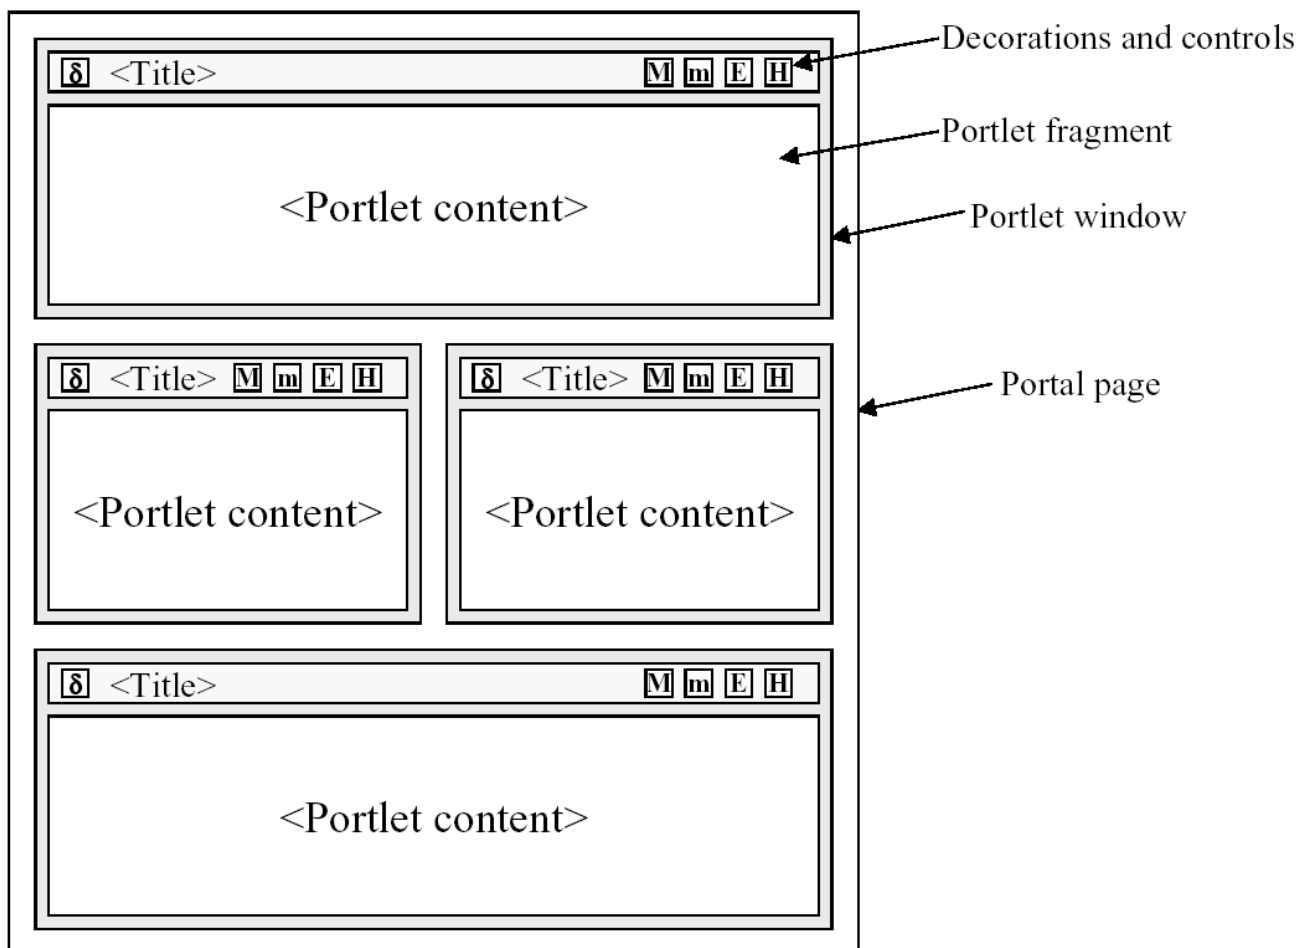 Decorations and controls
δ <Title> M m E H
Portlet fragment
<Portlet content>
Portlet window
δ <Title> M m E H
δ <Title> M m E H
Portal page
<Portlet content>
<Portlet content>
δ <Title> M m E H
<Portlet content>